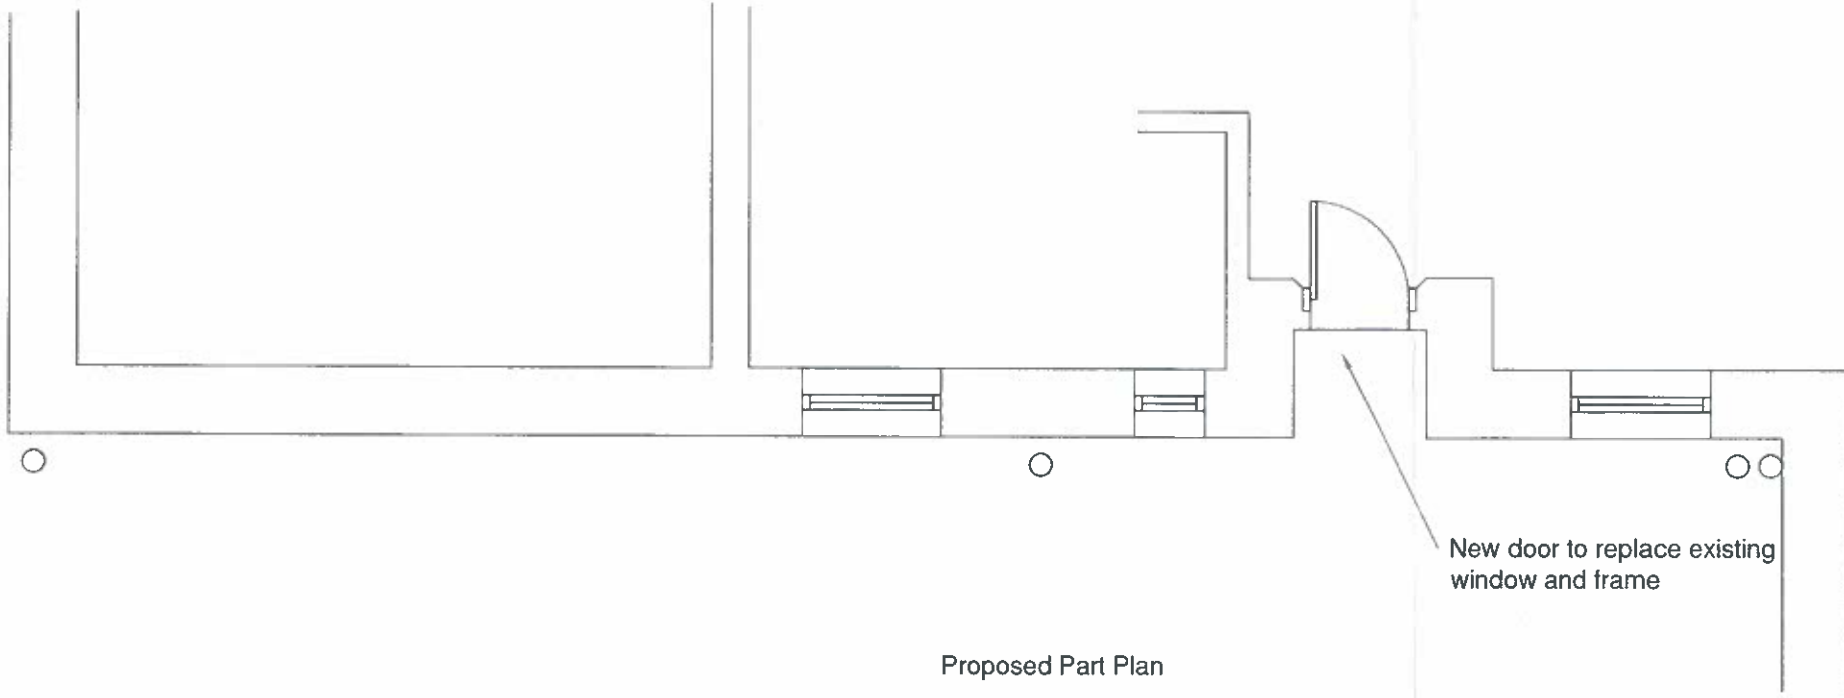 New door to replace existing
window and frame
Proposed Part Plan